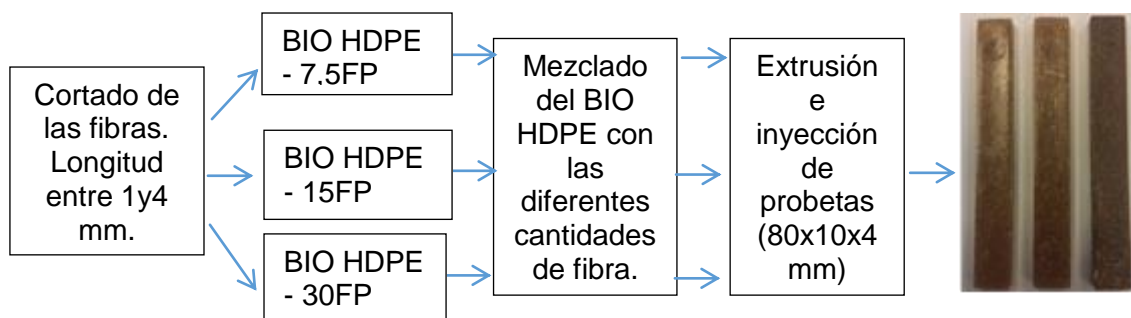 Cortado de
las fibras.
Longitud
entre 1y4
mm.
BIO HDPE
- 7.5FP
BIO HDPE
- 15FP
BIO HDPE
- 30FP
Mezclado
del BIO
HDPE con
las
diferentes
cantidades
de fibra.
Extrusión
e
inyección
de
probetas
(80x10x4
mm)